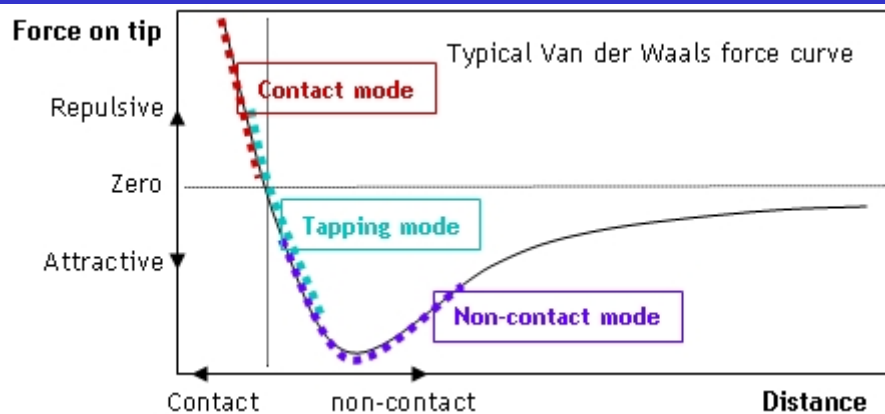 Force on tip
Typical Van der Waals force curve
Contact mode
Repulsive
Zero
Tapping mode
Attractive
Non-contact mode
Contact
non-contact
Distance